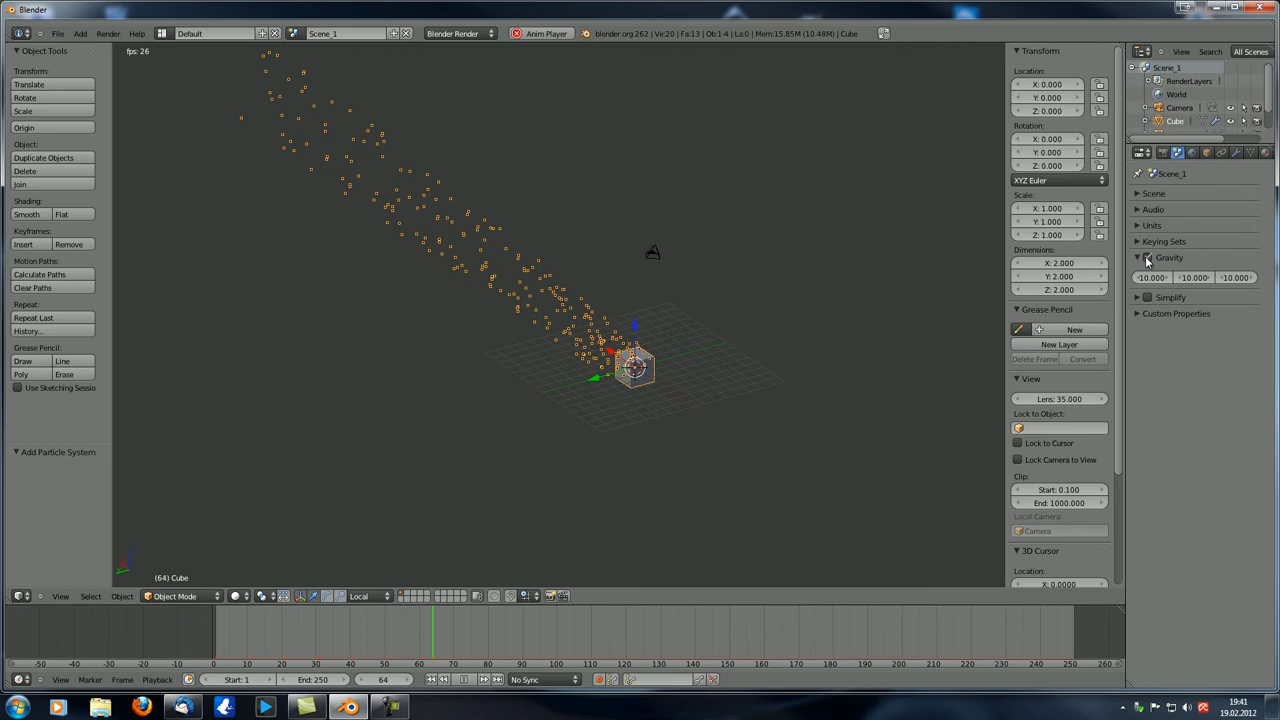 Blender
File Add Render Help
Default
Scene_1
Blender Render
Anim Player
blender.org 262 | Ve:20 | Fa:13 | Ob:1-4 | La:0 | Mem:15.85M (10.48M) | Cube
Object Tools
Transform:
Translate
Rotate
Scale
Origin
Object:
Duplicate Objects
Delete
Join
Shading:
Smooth Flat
Keyframes:
Insert Remove
Motion Paths:
Calculate Paths
Clear Paths
Repeat:
Repeat Last
History...
Grease Pencil:
Draw Line
Poly Erase
Use Sketching Sessio
Add Particle System
fps: 26
(64) Cube
Transform
Location:
X: 0.000
Y: 0.000
Z: 0.000
Rotation:
X: 0.000
Y: 0.000
Z: 0.000
XYZ Euler
Scale:
X: 1.000
Y: 1.000
Z: 1.000
Dimensions:
X: 2.000
Y: 2.000
Z: 2.000
Grease Pencil
New
New Layer
Delete Frame Convert
View
Lens: 35.000
Lock to Object:
Lock to Cursor
Lock Camera to View
Clip:
Start: 0.100
End: 1000.000
Local Camera:
Camera
3D Cursor
Location:
X: 0.0000
View Search All Scenes
Scene_1
RenderLayers
World
Camera
Cube
Scene_1
Scene
Audio
Units
Keying Sets
Gravity
10.000 10.000 10.000
Simplify
Custom Properties
View Select Object Object Mode Local
-50 -40 -30 -20 -10 0 10 20 30 40 50 60 70 80 90 100 110 120 130 140 150 160 170 180 190 200 210 220 230 240 250 260
View Marker Frame Playback Start: 1 End: 250 64 No Sync
19:41
19.02.2012